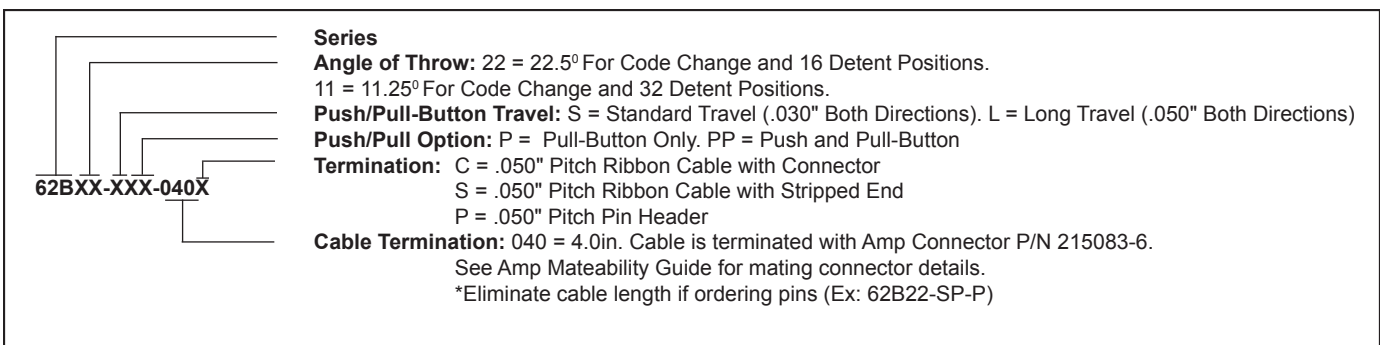 Series
Angle of Throw: 22 = 22.5⁰ For Code Change and 16 Detent Positions.
11 = 11.25⁰ For Code Change and 32 Detent Positions.
Push/Pull-Button Travel: S = Standard Travel (.030" Both Directions). L = Long Travel (.050" Both Directions)
Push/Pull Option: P = Pull-Button Only. PP = Push and Pull-Button
Termination: C = .050" Pitch Ribbon Cable with Connector
62BXX-XXX-040X
S = .050" Pitch Ribbon Cable with Stripped End
P = .050" Pitch Pin Header
Cable Termination: 040 = 4.0in. Cable is terminated with Amp Connector P/N 215083-6.
See Amp Mateability Guide for mating connector details.
*Eliminate cable length if ordering pins (Ex: 62B22-SP-P)